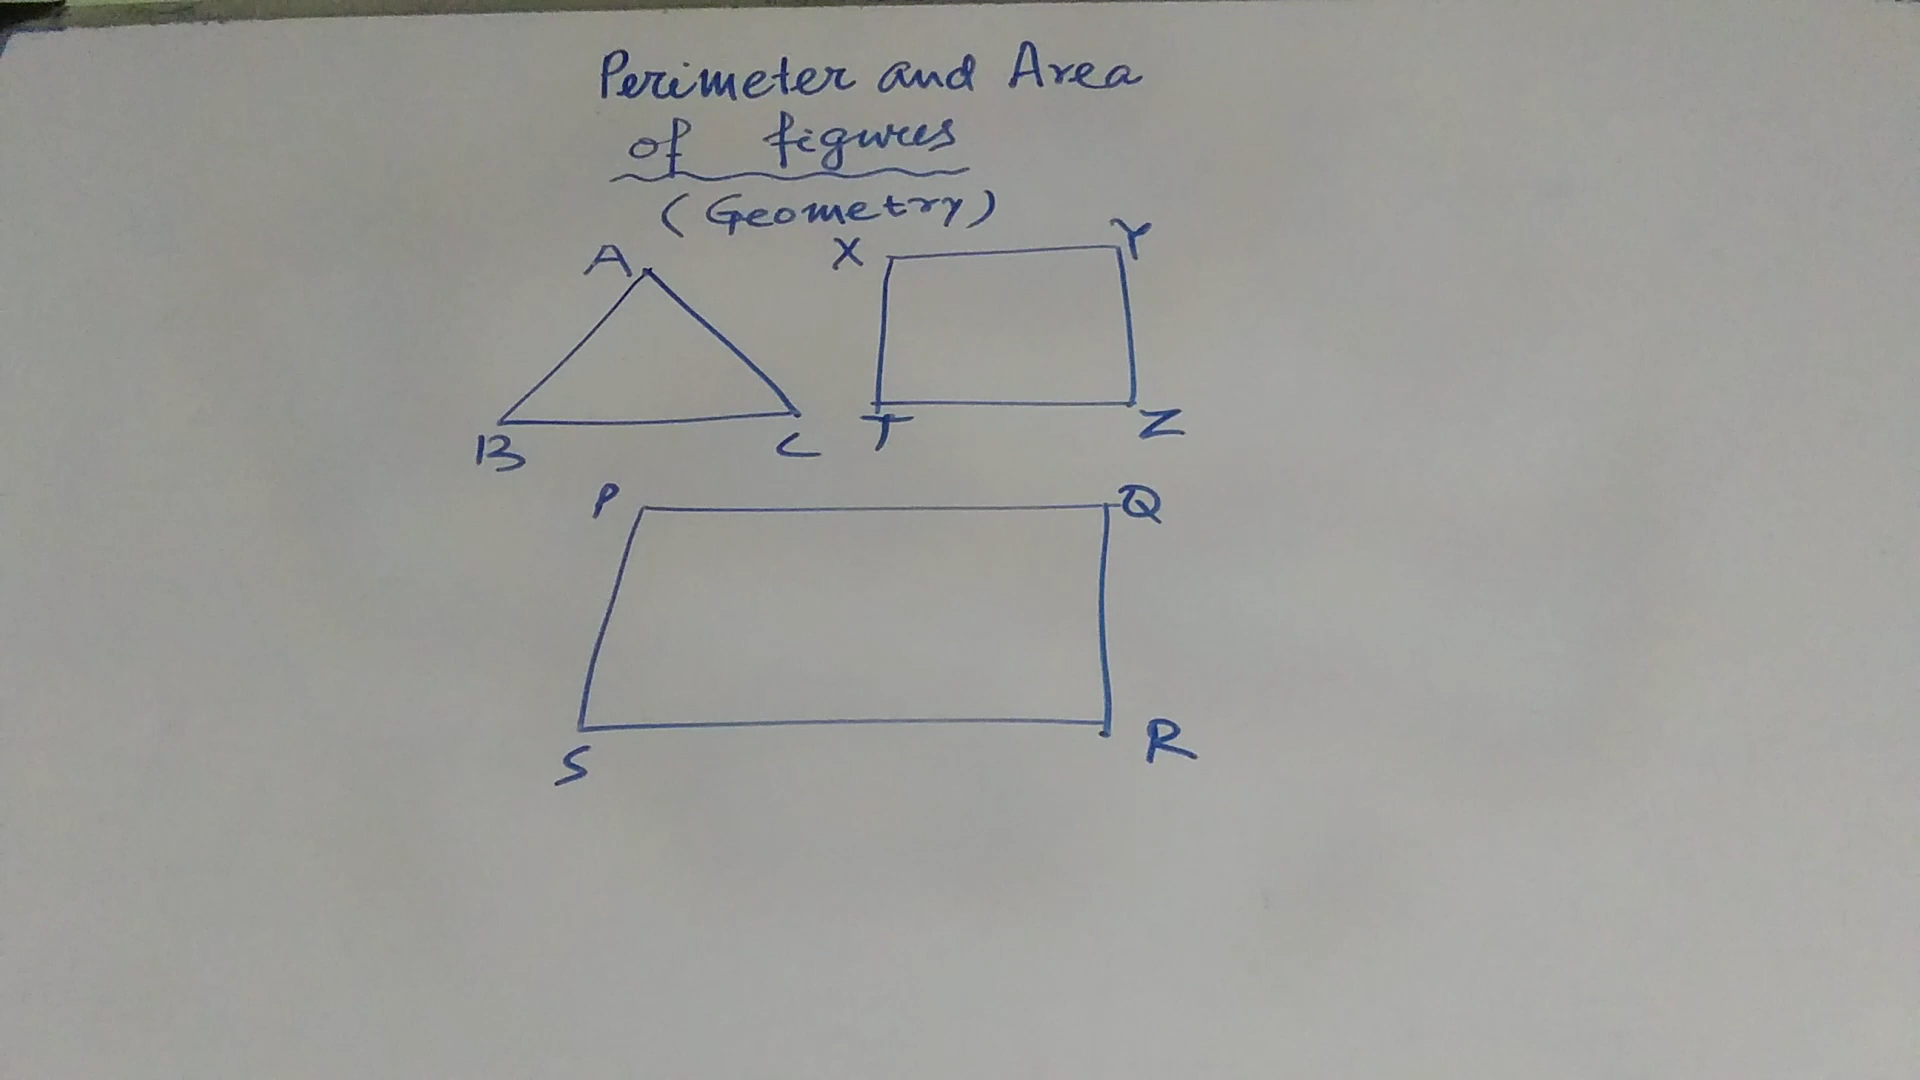 Perimeter and Area
of figures
(Geometry)
A
B
C
X
Y
T
Z
P
Q
S
R